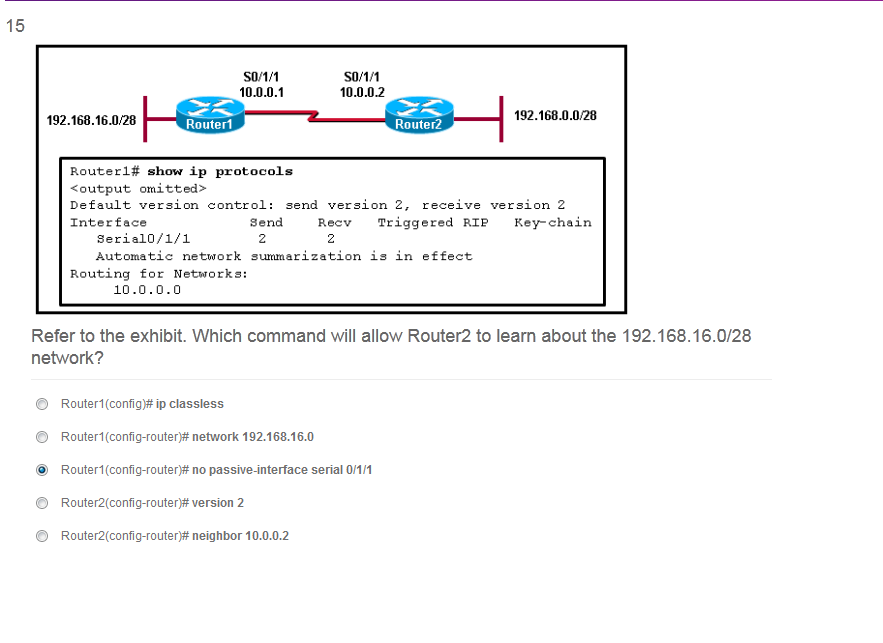 15
S0/1/1 S0/1/1
10.0.0.1 10.0.0.2
192.168.16.0/28 Router1 Router2 192.168.0.0/28
Router1# show ip protocols
<output omitted>
Default version control: send version 2, receive version 2
Interface Send Recv Triggered RIP Key-chain
Serial0/1/1 2 2
Automatic network summarization is in effect
Routing for Networks:
10.0.0.0
Refer to the exhibit. Which command will allow Router2 to learn about the 192.168.16.0/28
network?
Router1(config)# ip classless
Router1(config-router)# network 192.168.16.0
Router1(config-router)# no passive-interface serial 0/1/1
Router2(config-router)# version 2
Router2(config-router)# neighbor 10.0.0.2